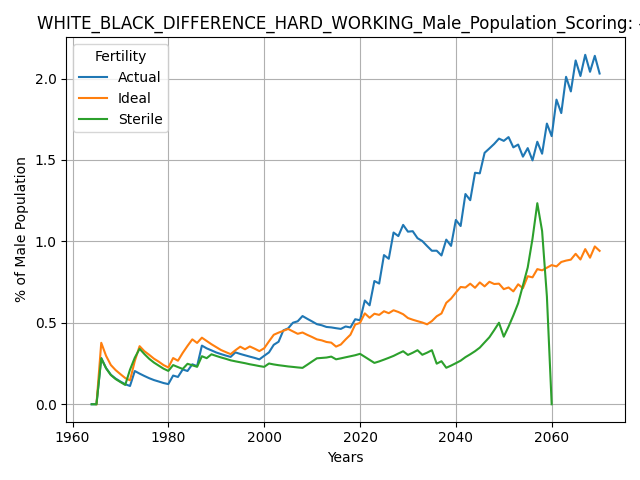 WHITE_BLACK_DIFFERENCE_HARD_WORKING_Male_Population_Scoring:
Fertility
Actual
Ideal
Sterile
% of Male Population
2.0
1.5
1.0
0.5
0.0
1960 1980 2000 2020 2040 2060
Years